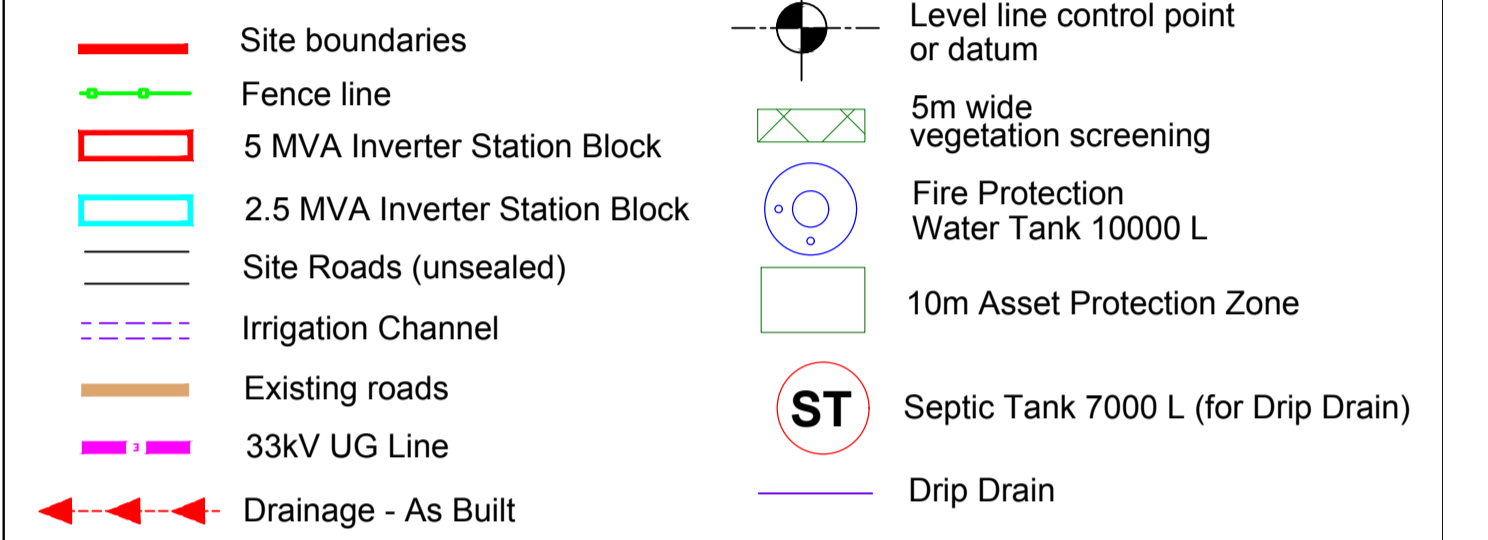 Site boundaries
Fence line
5 MVA Inverter Station Block
2.5 MVA Inverter Station Block
Site Roads (unsealed)
Irrigation Channel
Existing roads
3
33kV UG Line
Drainage - As Built
Level line control point
or datum
5m wide
vegetation screening
Fire Protection
Water Tank 10000 L
10m Asset Protection Zone
ST
Septic Tank 7000 L (for Drip Drain)
Drip Drain